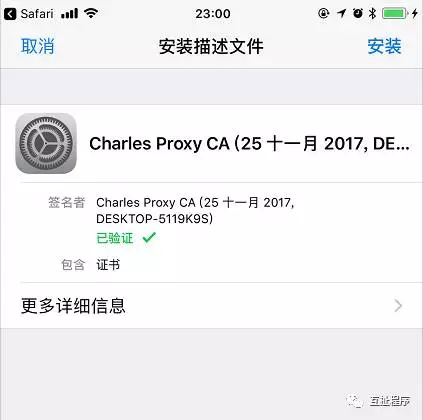 Safari 23:00
取消 安装描述文件 安装
Charles Proxy CA (25 十一月 2017, DE...
签名者 Charles Proxy CA (25 十一月 2017,
DESKTOP-5119K9S)
已验证
包含 证书
更多详细信息
互扯程序